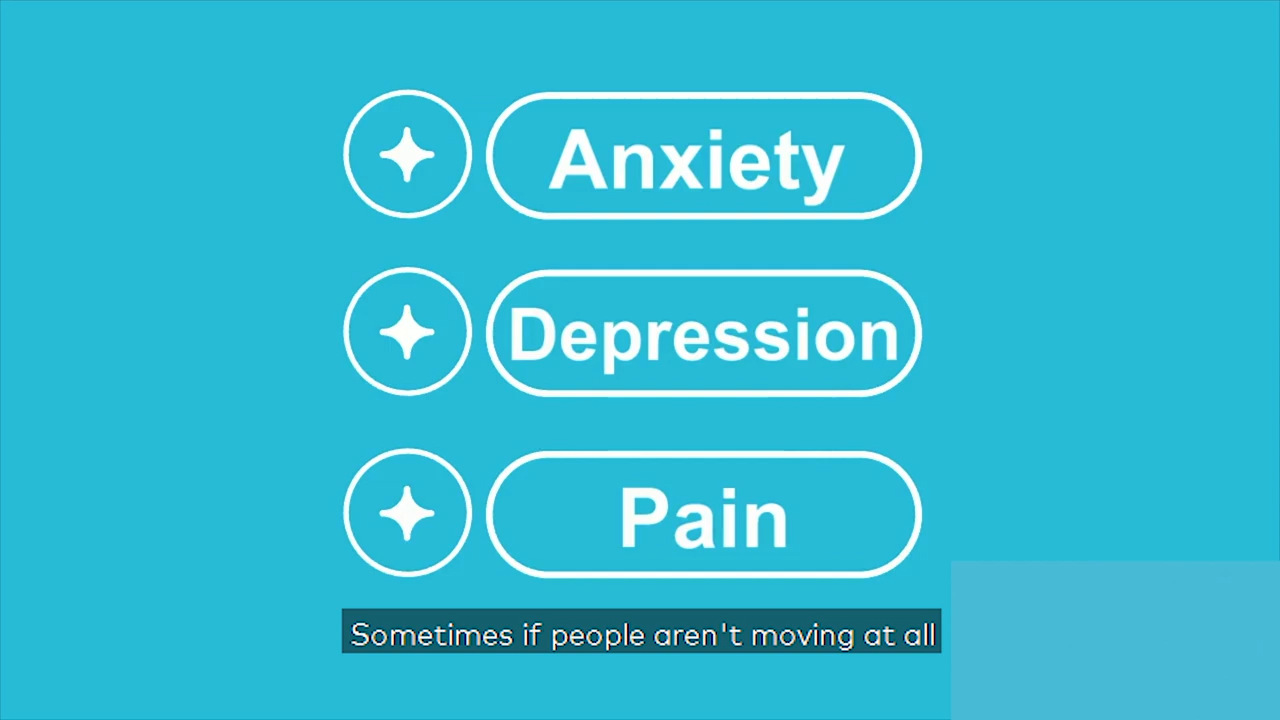 Anxiety
Depression
Pain
Sometimes if people aren't moving at all